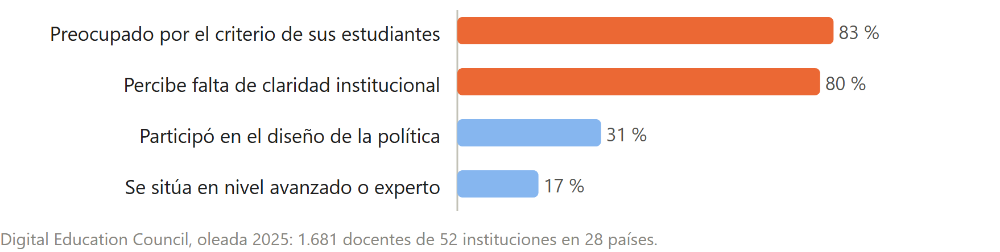 Preocupado por el criterio de sus estudiantes 83 %
Percibe falta de claridad institucional 80 %
Participó en el diseño de la política 31 %
Se sitúa en nivel avanzado o experto 17 %
Digital Education Council, oleada 2025: 1.681 docentes de 52 instituciones en 28 países.